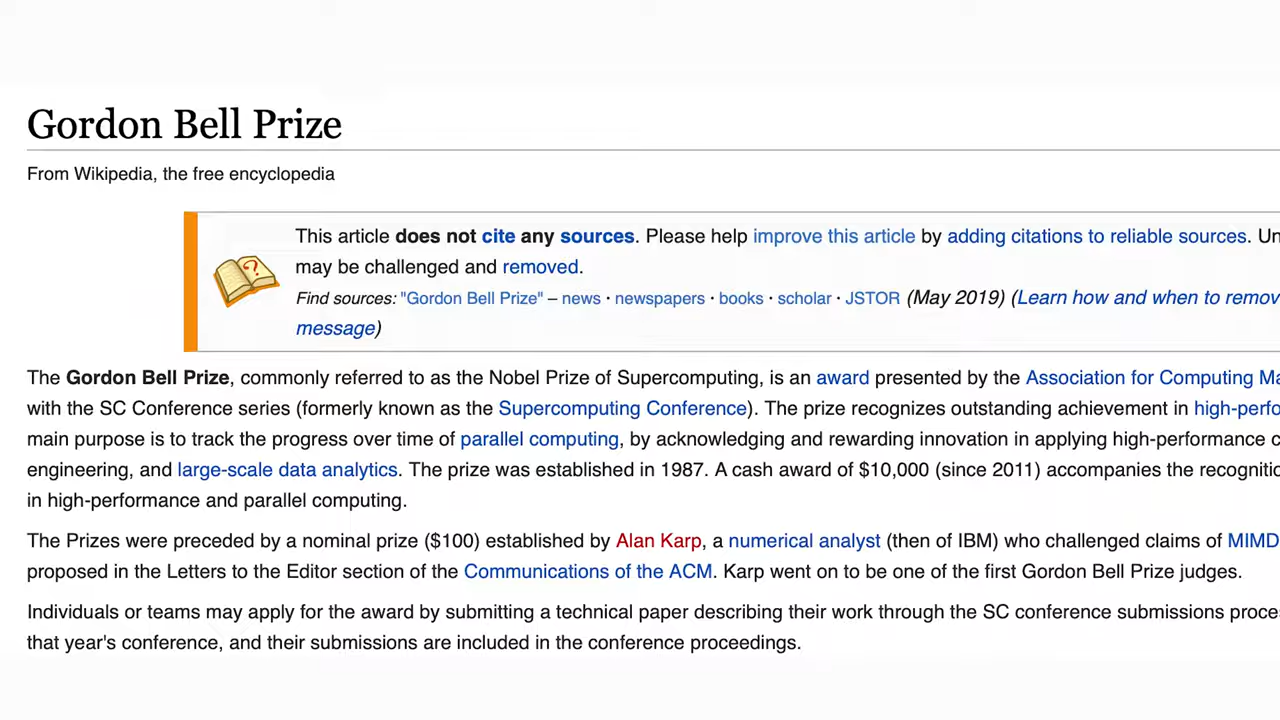 Gordon Bell Prize
From Wikipedia, the free encyclopedia
This article does not cite any sources. Please help improve this article by adding citations to reliable sources. Un
may be challenged and removed.
Find sources: "Gordon Bell Prize" – news · newspapers · books · scholar · JSTOR (May 2019) (Learn how and when to remov
message)
The Gordon Bell Prize, commonly referred to as the Nobel Prize of Supercomputing, is an award presented by the Association for Computing Ma
with the SC Conference series (formerly known as the Supercomputing Conference). The prize recognizes outstanding achievement in high-perfo
main purpose is to track the progress over time of parallel computing, by acknowledging and rewarding innovation in applying high-performance c
engineering, and large-scale data analytics. The prize was established in 1987. A cash award of $10,000 (since 2011) accompanies the recognitio
in high-performance and parallel computing.
The Prizes were preceded by a nominal prize ($100) established by Alan Karp, a numerical analyst (then of IBM) who challenged claims of MIMD
proposed in the Letters to the Editor section of the Communications of the ACM. Karp went on to be one of the first Gordon Bell Prize judges.
Individuals or teams may apply for the award by submitting a technical paper describing their work through the SC conference submissions proce
that year's conference, and their submissions are included in the conference proceedings.